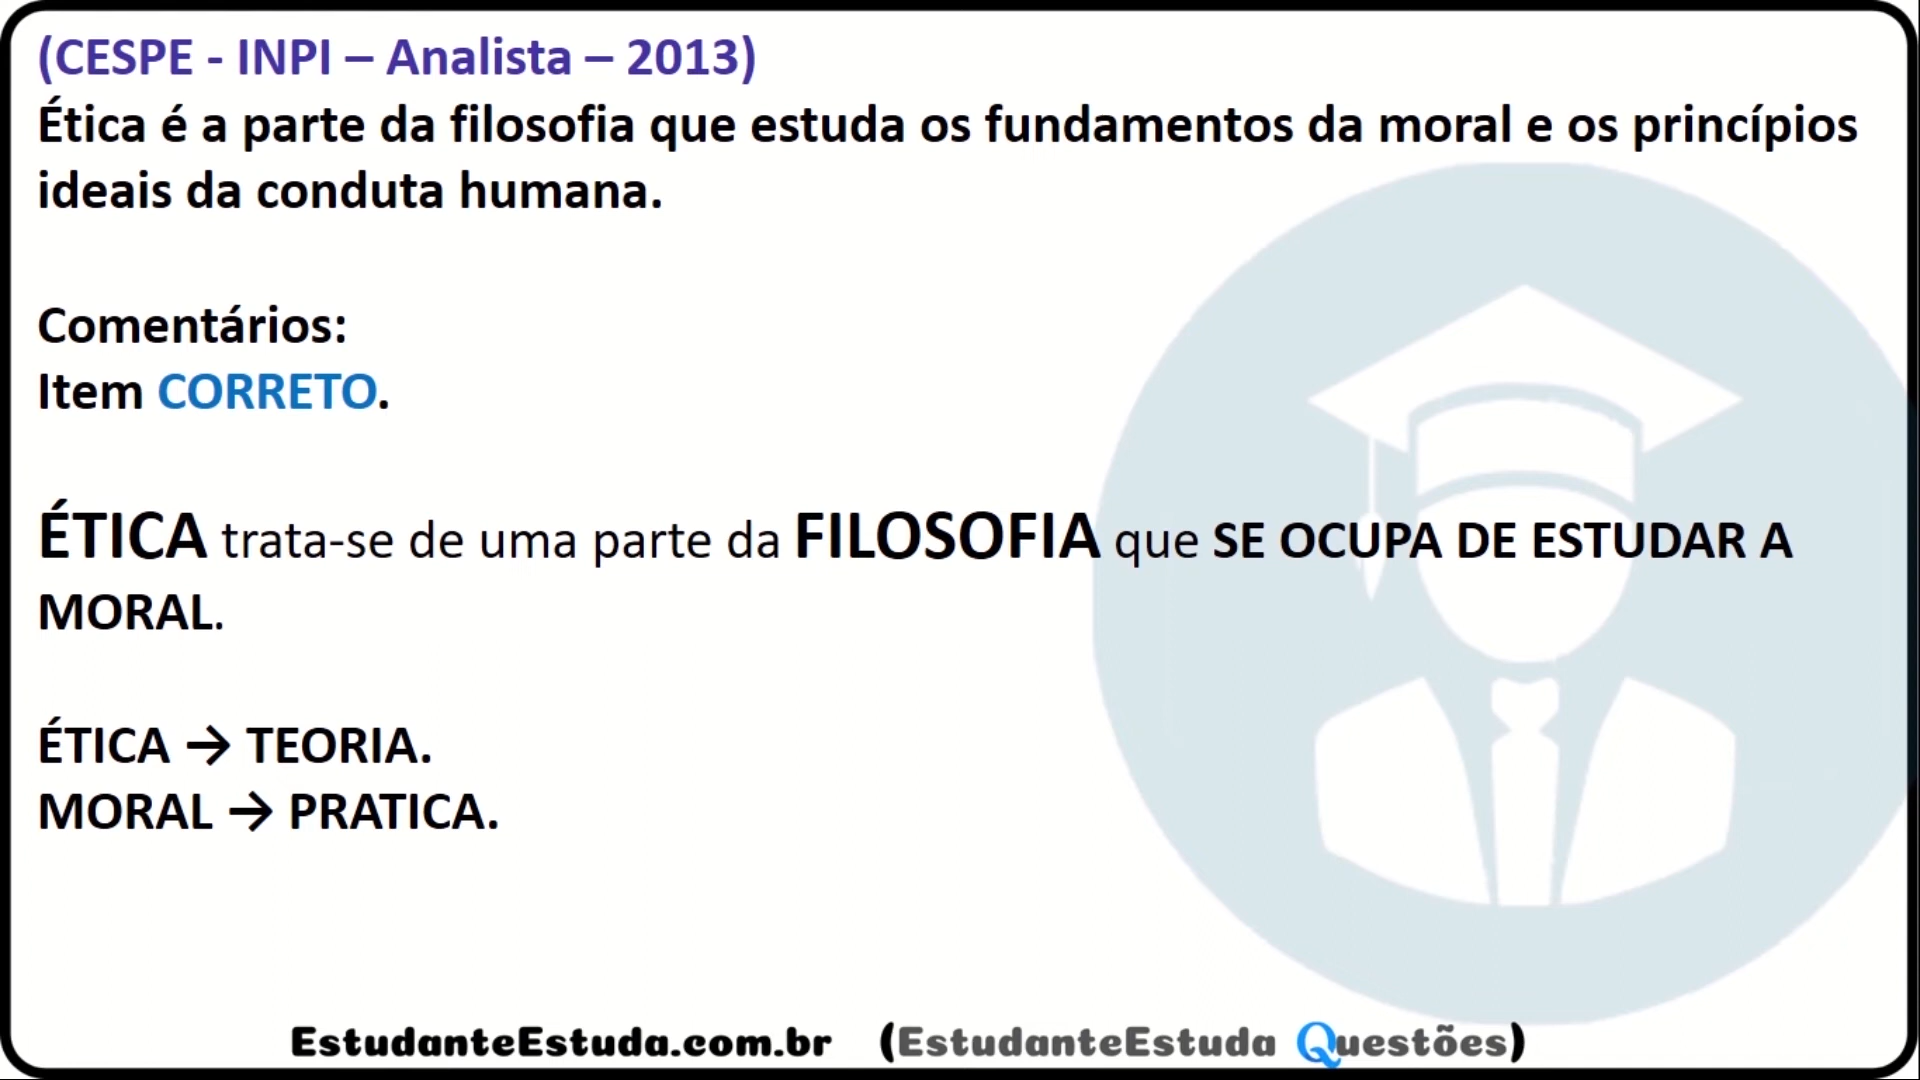 (CESPE - INPI – Analista – 2013)
Ética é a parte da filosofia que estuda os fundamentos da moral e os princípios
ideais da conduta humana.
Comentários:
Item CORRETO.
ÉTICA trata-se de uma parte da FILOSOFIA que SE OCUPA DE ESTUDAR A
MORAL.
ÉTICA → TEORIA.
MORAL → PRATICA.
EstudanteEstuda.com.br (EstudanteEstuda Questões)